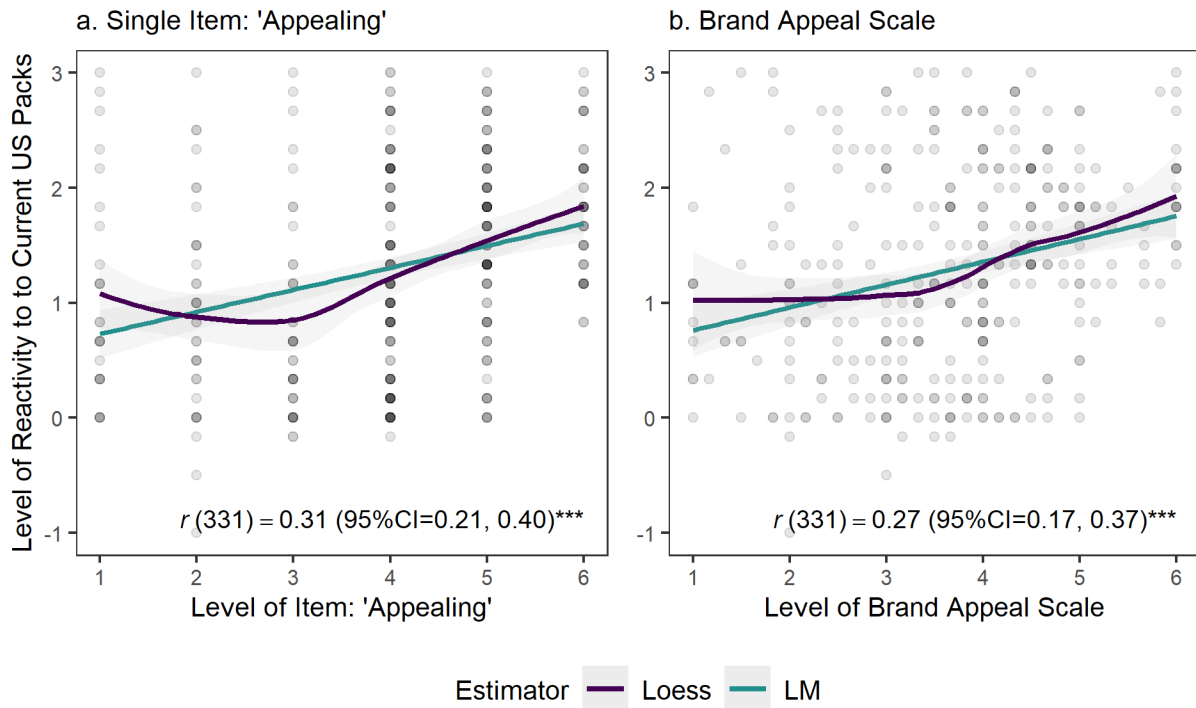 a. Single Item: 'Appealing'
b. Brand Appeal Scale
Level of Reactivity to Current US Packs
3
2
1
0
-1
r (331) = 0.31 (95%CI=0.21, 0.40)***
1 2 3 4 5 6
Level of Item: 'Appealing'
3
2
1
0
-1
r (331) = 0.27 (95%CI=0.17, 0.37)***
1 2 3 4 5 6
Level of Brand Appeal Scale
Estimator Loess LM